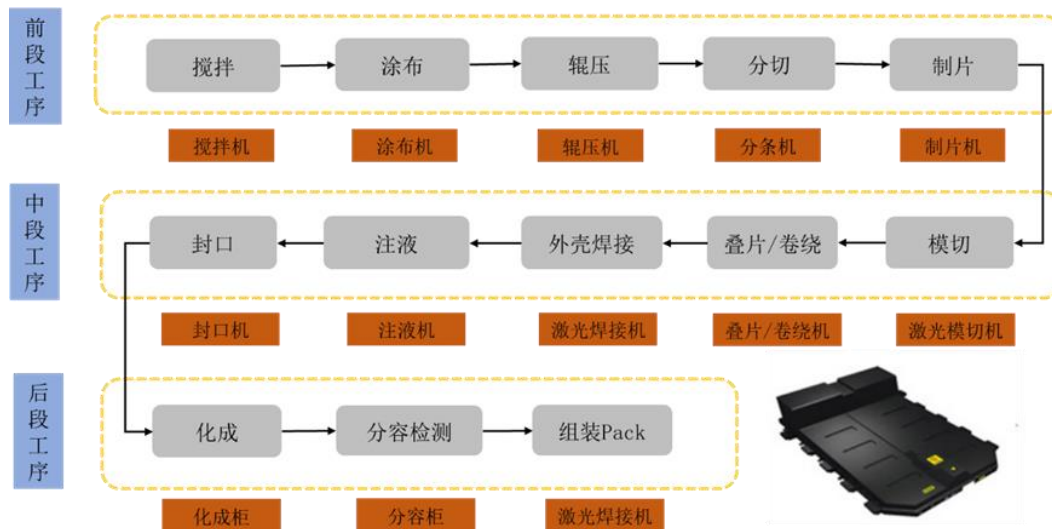 前段工序
搅拌
涂布
辊压
分切
制片
搅拌机
涂布机
辊压机
分条机
制片机
中段工序
封口
注液
外壳焊接
叠片/卷绕
模切
封口机
注液机
激光焊接机
叠片/卷绕机
激光模切机
后段工序
化成
分容检测
组装Pack
化成柜
分容柜
激光焊接机